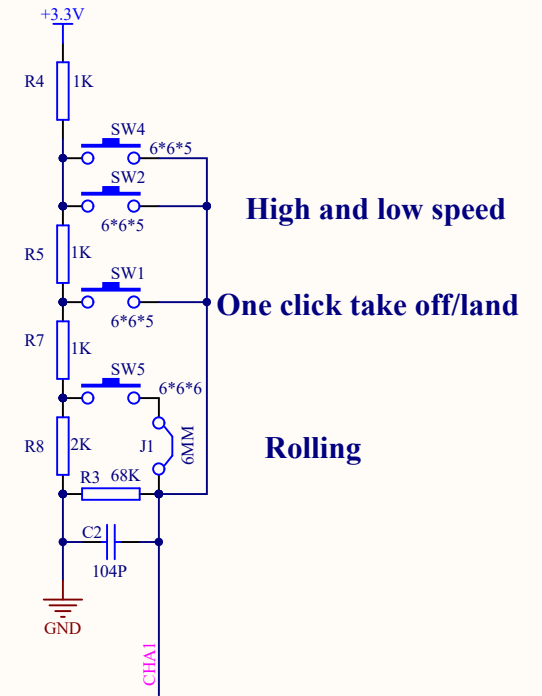 +3.3V
R4 1K
SW4
6*6*5
SW2
6*6*5
High and low speed
R5 1K
SW1
6*6*5
One click take off/land
R7 1K
SW5
6*6*6
R8 2K
J1 6MM
Rolling
R3 68K
C2
104P
GND
CHA1